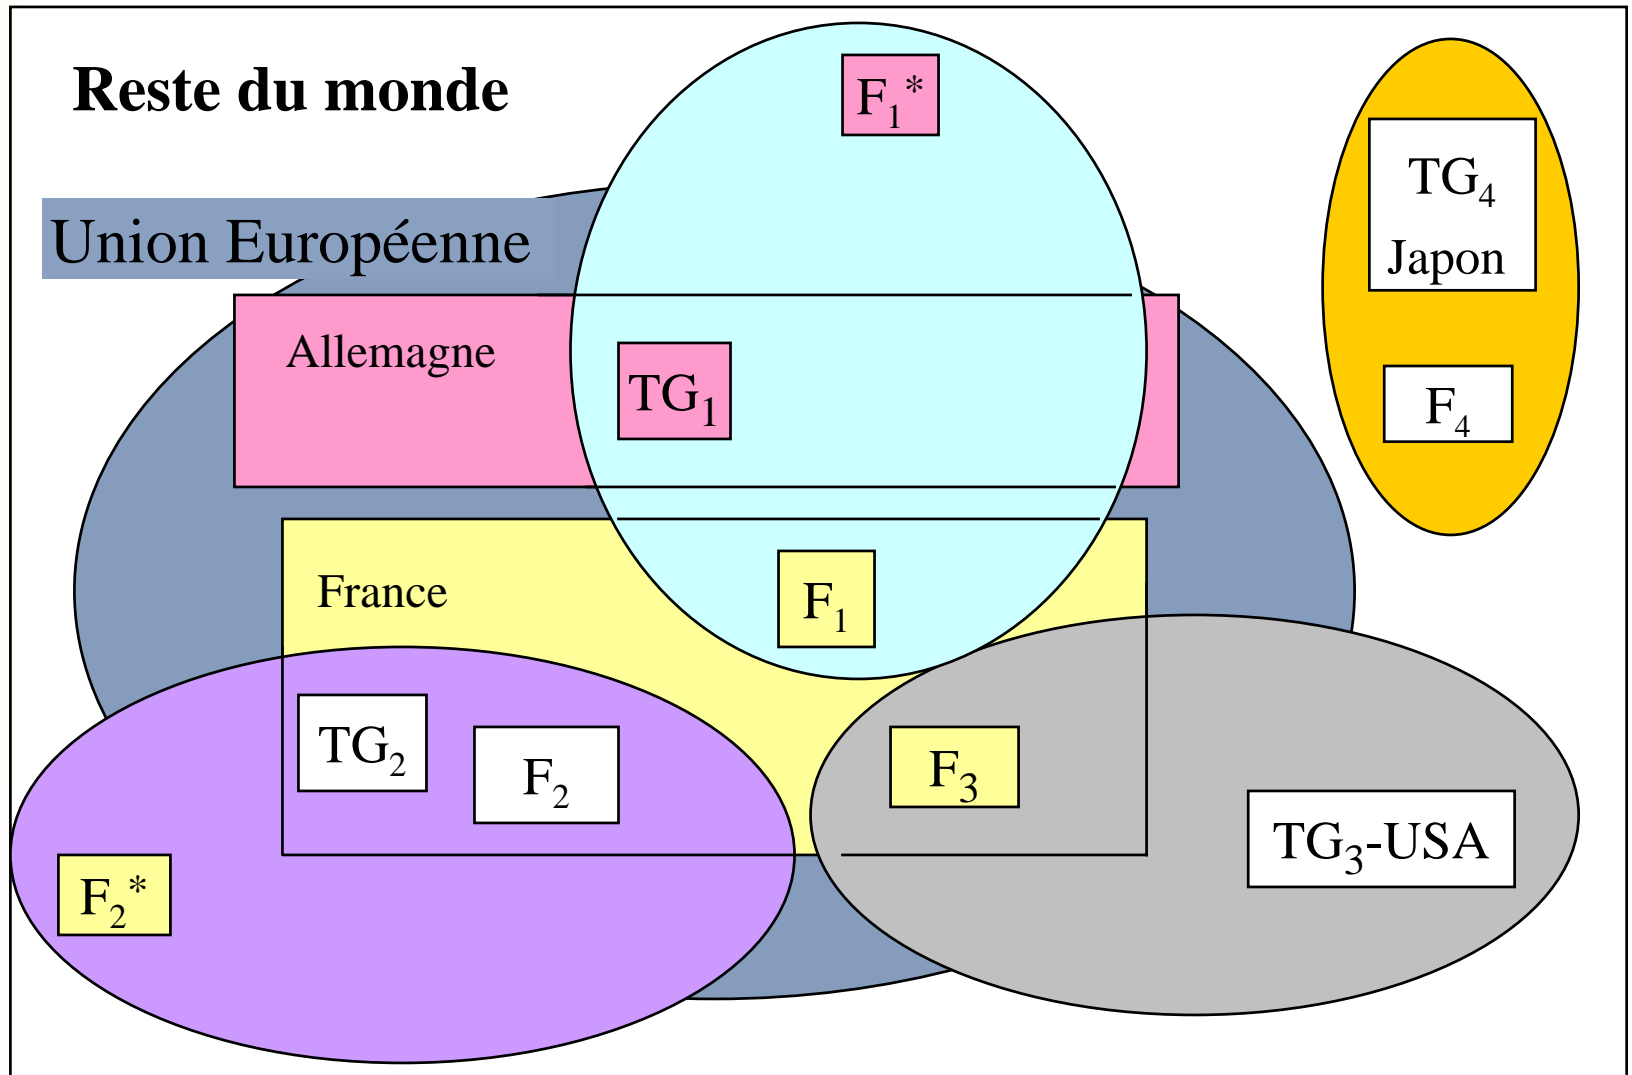 Reste du monde
F₁*
TG₄
Japon
Union Européenne
Allemagne
TG₁
F₄
France
F₁
TG₂
F₂
F₃
TG₃-USA
F₂*